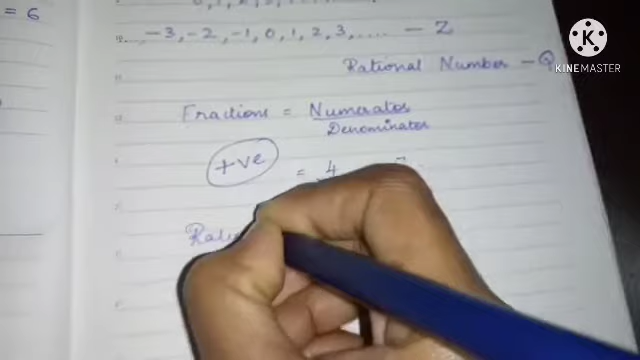 = 6
-3, -2, -1, 0, 1, 2, 3, .... - Z
Rational Number - Q
KINEMASTER
Fractions = Numerator
Denominator
+ve
= 4